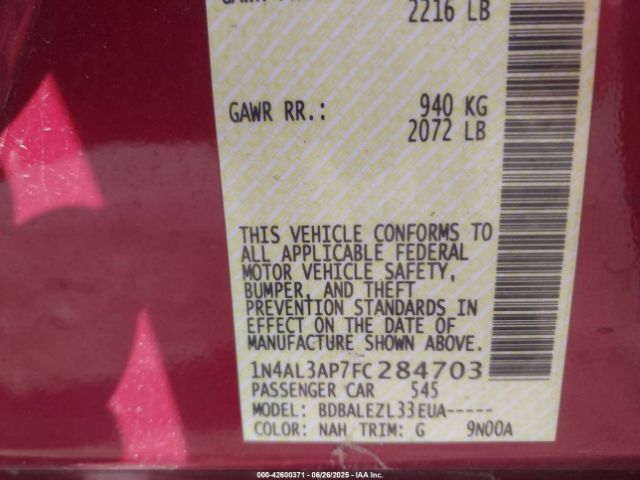 2216 LB
GAWR RR.: 940 KG
2072 LB
THIS VEHICLE CONFORMS TO
ALL APPLICABLE FEDERAL
MOTOR VEHICLE SAFETY,
BUMPER, AND THEFT
PREVENTION STANDARDS IN
EFFECT ON THE DATE OF
MANUFACTURE SHOWN ABOVE.
1N4AL3AP7FC284703
PASSENGER CAR 545
MODEL: BDBALEZL33EUA-----
COLOR: NAH TRIM: G 9N00A
000-42600371 - 06/26/2025 - IAAI.com